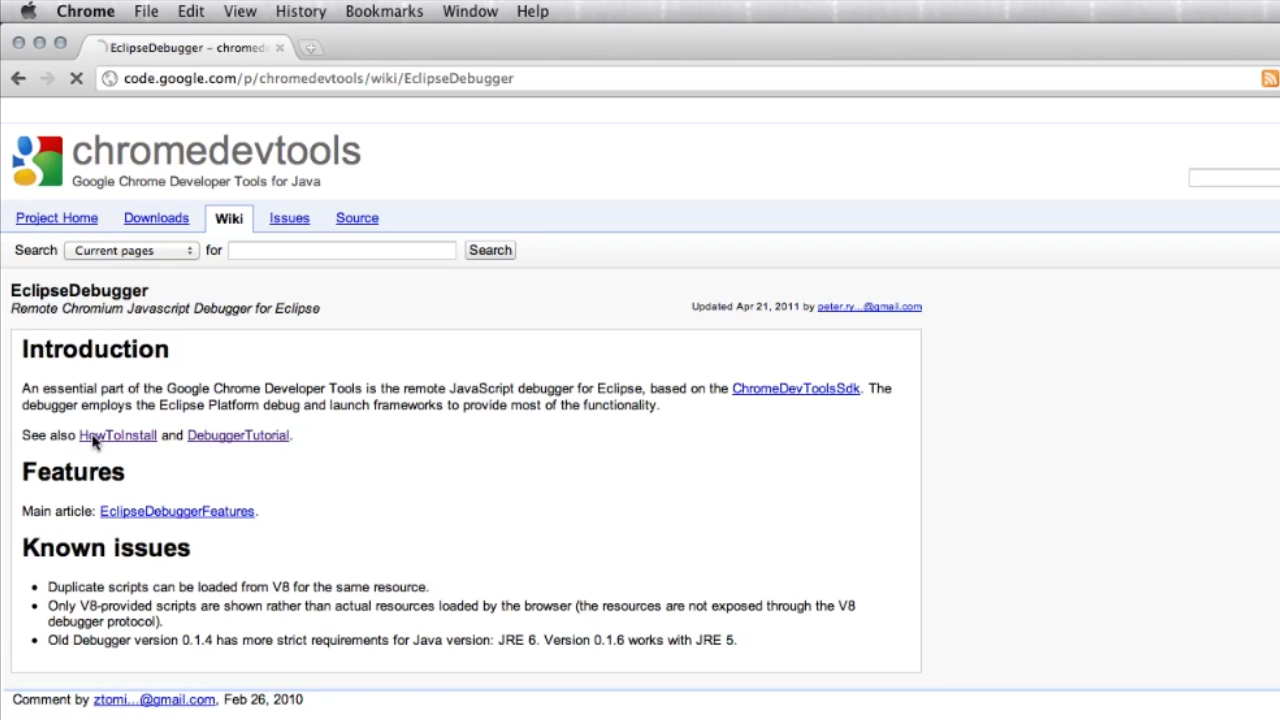 Chrome File Edit View History Bookmarks Window Help
EclipseDebugger – chromed
code.google.com/p/chromedevtools/wiki/EclipseDebugger
chromedevtools
Google Chrome Developer Tools for Java
Project Home Downloads Wiki Issues Source
Search Current pages for Search
EclipseDebugger
Remote Chromium Javascript Debugger for Eclipse
Updated Apr 21, 2011 by peter.ry...@gmail.com
Introduction
An essential part of the Google Chrome Developer Tools is the remote JavaScript debugger for Eclipse, based on the ChromeDevToolsSdk. The
debugger employs the Eclipse Platform debug and launch frameworks to provide most of the functionality.
See also HowToInstall and DebuggerTutorial.
Features
Main article: EclipseDebuggerFeatures.
Known issues
• Duplicate scripts can be loaded from V8 for the same resource.
• Only V8-provided scripts are shown rather than actual resources loaded by the browser (the resources are not exposed through the V8
debugger protocol).
• Old Debugger version 0.1.4 has more strict requirements for Java version: JRE 6. Version 0.1.6 works with JRE 5.
Comment by ztomi...@gmail.com, Feb 26, 2010